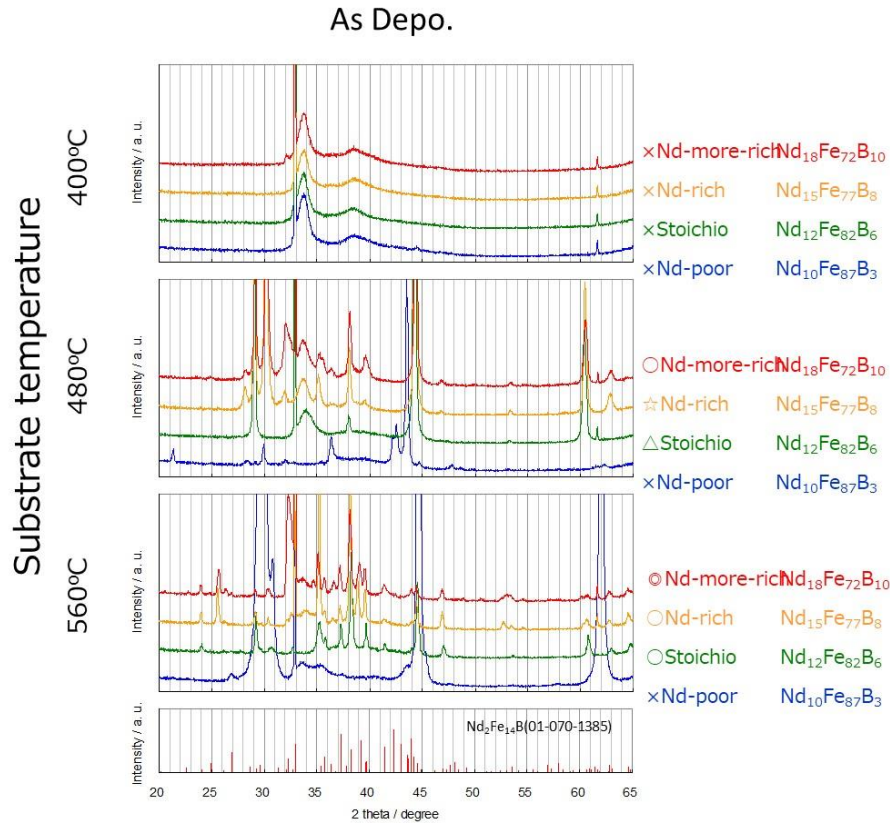 As Depo.
Substrate temperature
400ºC
Intensity / a. u.
×Nd-more-rich Nd₁₈Fe₇₂B₁₀
×Nd-rich Nd₁₅Fe₇₇B₈
×Stoichio Nd₁₂Fe₈₂B₆
×Nd-poor Nd₁₀Fe₈₇B₃
480ºC
Intensity / a. u.
○Nd-more-rich Nd₁₈Fe₇₂B₁₀
☆Nd-rich Nd₁₅Fe₇₇B₈
△Stoichio Nd₁₂Fe₈₂B₆
×Nd-poor Nd₁₀Fe₈₇B₃
560ºC
Intensity / a. u.
◎Nd-more-rich Nd₁₈Fe₇₂B₁₀
○Nd-rich Nd₁₅Fe₇₇B₈
○Stoichio Nd₁₂Fe₈₂B₆
×Nd-poor Nd₁₀Fe₈₇B₃
Intensity / a. u.
Nd₂Fe₁₄B(01-070-1385)
20 25 30 35 40 45 50 55 60 65
2 theta / degree